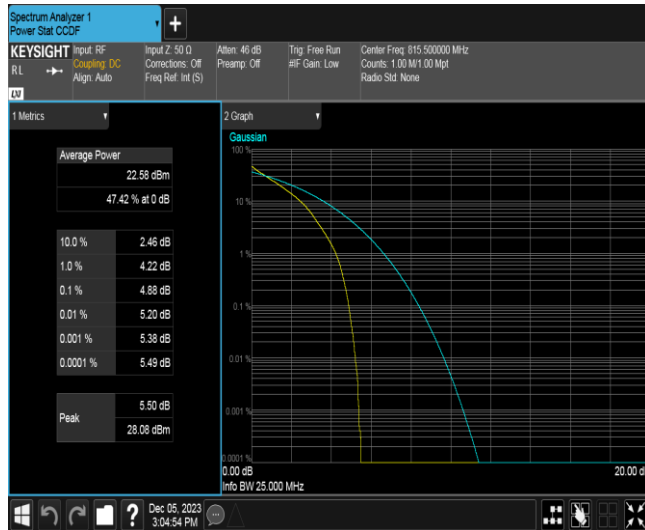 Spectrum Analyzer 1
Power Stat CCDF
+
KEYSIGHT
RL
LXI
Input: RF
Coupling: DC
Align: Auto
Input Z: 50 Ω
Corrections: Off
Freq Ref: Int (S)
Atten: 46 dB
Preamp: Off
Trig: Free Run
#IF Gain: Low
Center Freq: 815.500000 MHz
Counts: 1.00 M/1.00 Mpt
Radio Std: None
1 Metrics
Average Power
22.58 dBm
47.42 % at 0 dB
10.0 % 2.46 dB
1.0 % 4.22 dB
0.1 % 4.88 dB
0.01 % 5.20 dB
0.001 % 5.38 dB
0.0001 % 5.49 dB
Peak
5.50 dB
28.08 dBm
2 Graph
Gaussian
100 %
10 %
1 %
0.1 %
0.01 %
0.001 %
0.0001 %
0.00 dB
20.00 d
Info BW 25.000 MHz
?
Dec 05, 2023
3:04:54 PM